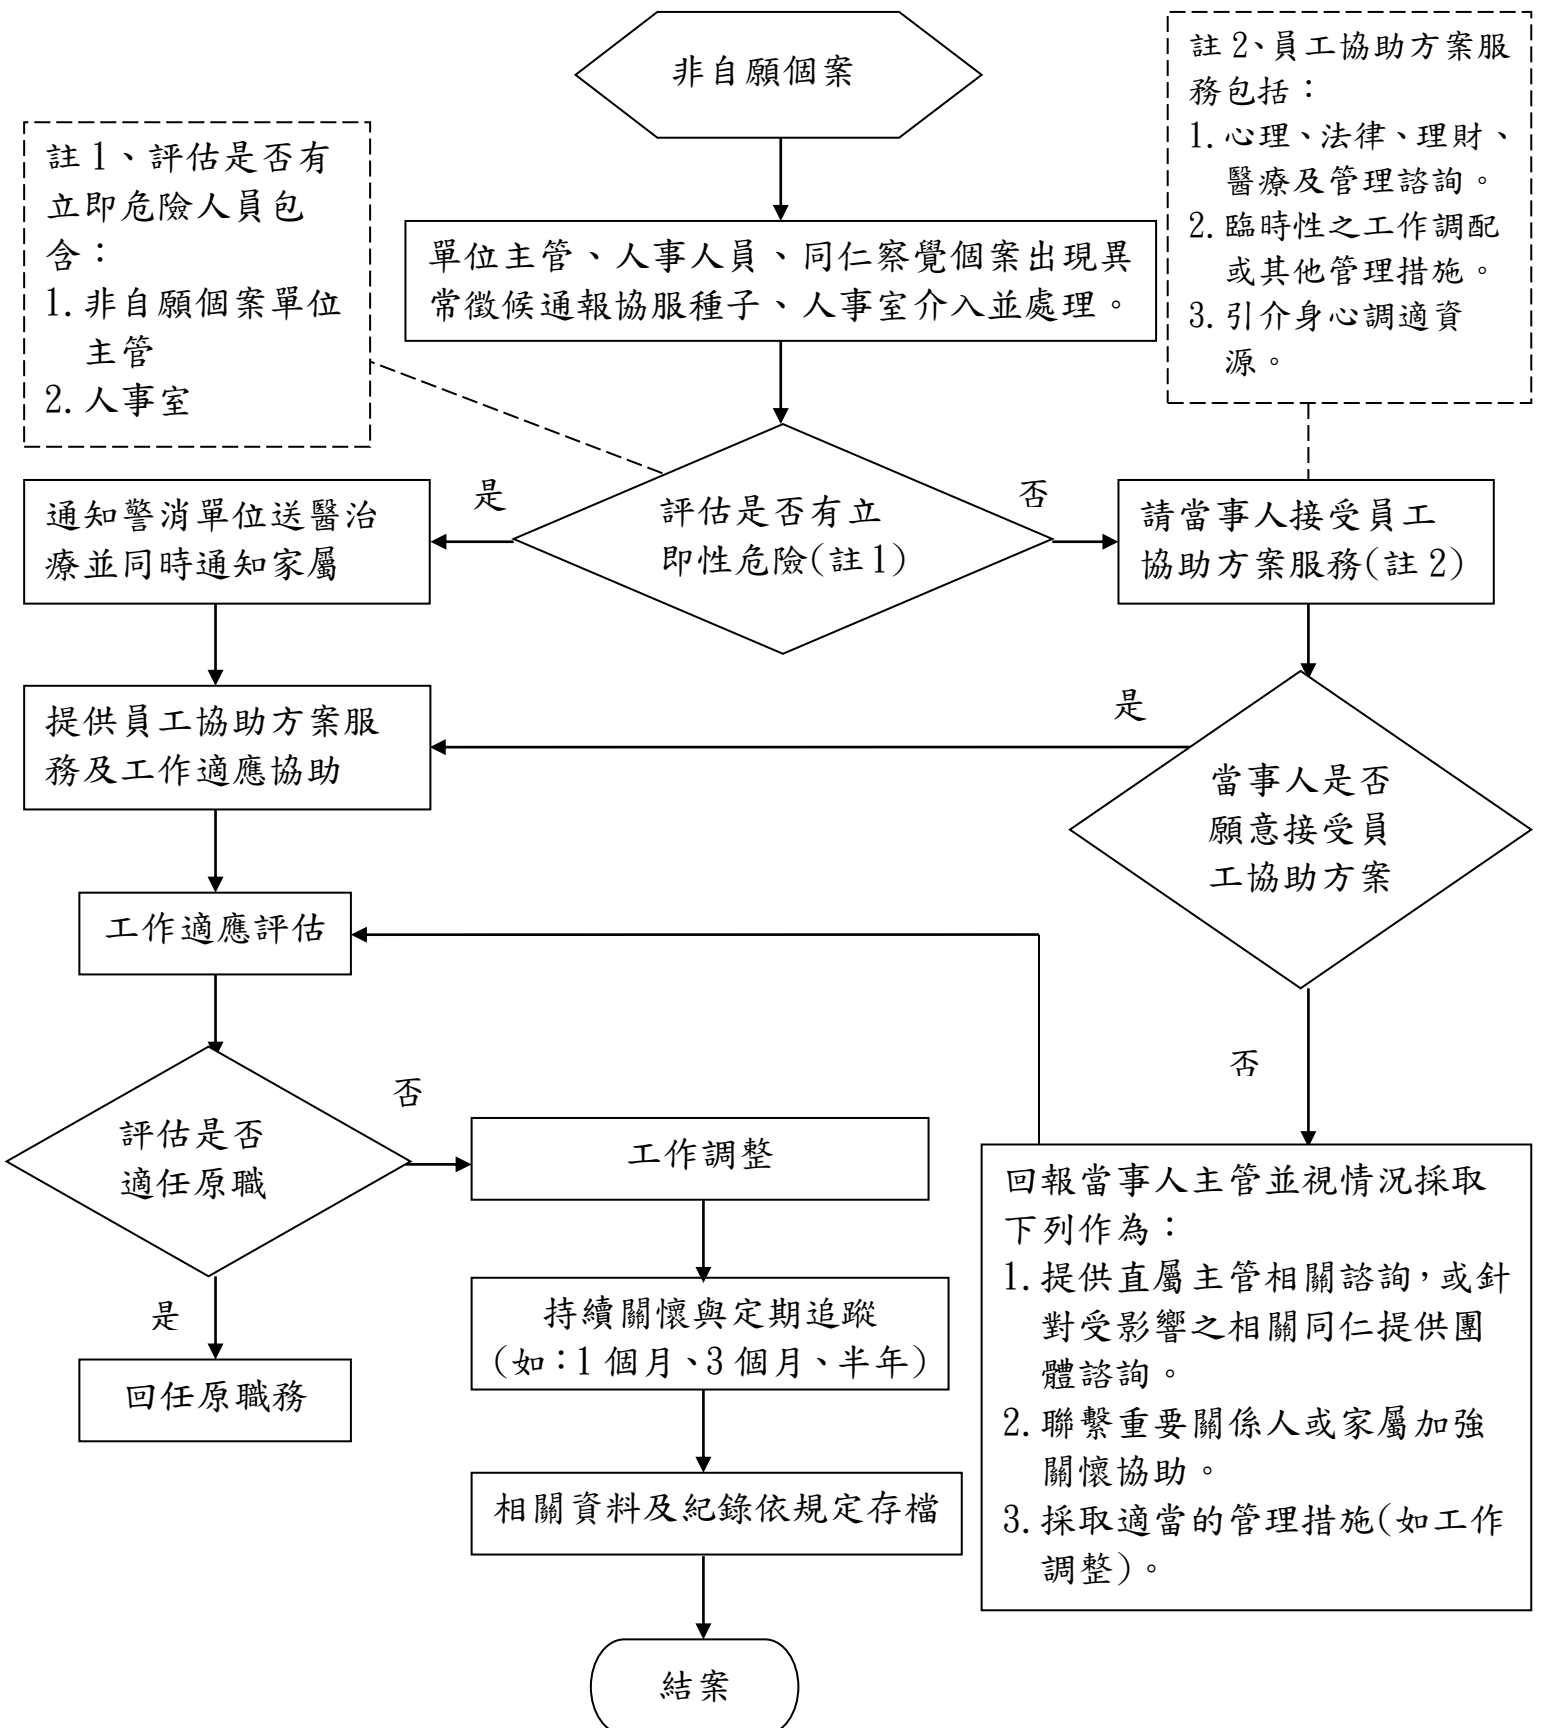 非自願個案
註 2、員工協助方案服
務包括：
1. 心理、法律、理財、
醫療及管理諮詢。
2. 臨時性之工作調配
或其他管理措施。
3. 引介身心調適資
源。
註 1、評估是否有
立即危險人員包
含：
1. 非自願個案單位
主管
2. 人事室
單位主管、人事人員、同仁察覺個案出現異
常徵候通報協服種子、人事室介入並處理。
是
否
通知警消單位送醫治
療並同時通知家屬
評估是否有立
即性危險(註 1)
請當事人接受員工
協助方案服務(註 2)
是
提供員工協助方案服
務及工作適應協助
當事人是否
願意接受員
工協助方案
工作適應評估
否
否
評估是否
適任原職
工作調整
回報當事人主管並視情況採取
下列作為：
1. 提供直屬主管相關諮詢，或針
對受影響之相關同仁提供團
體諮詢。
2. 聯繫重要關係人或家屬加強
關懷協助。
3. 採取適當的管理措施(如工作
調整)。
是
持續關懷與定期追蹤
(如：1 個月、3 個月、半年)
回任原職務
相關資料及紀錄依規定存檔
結案